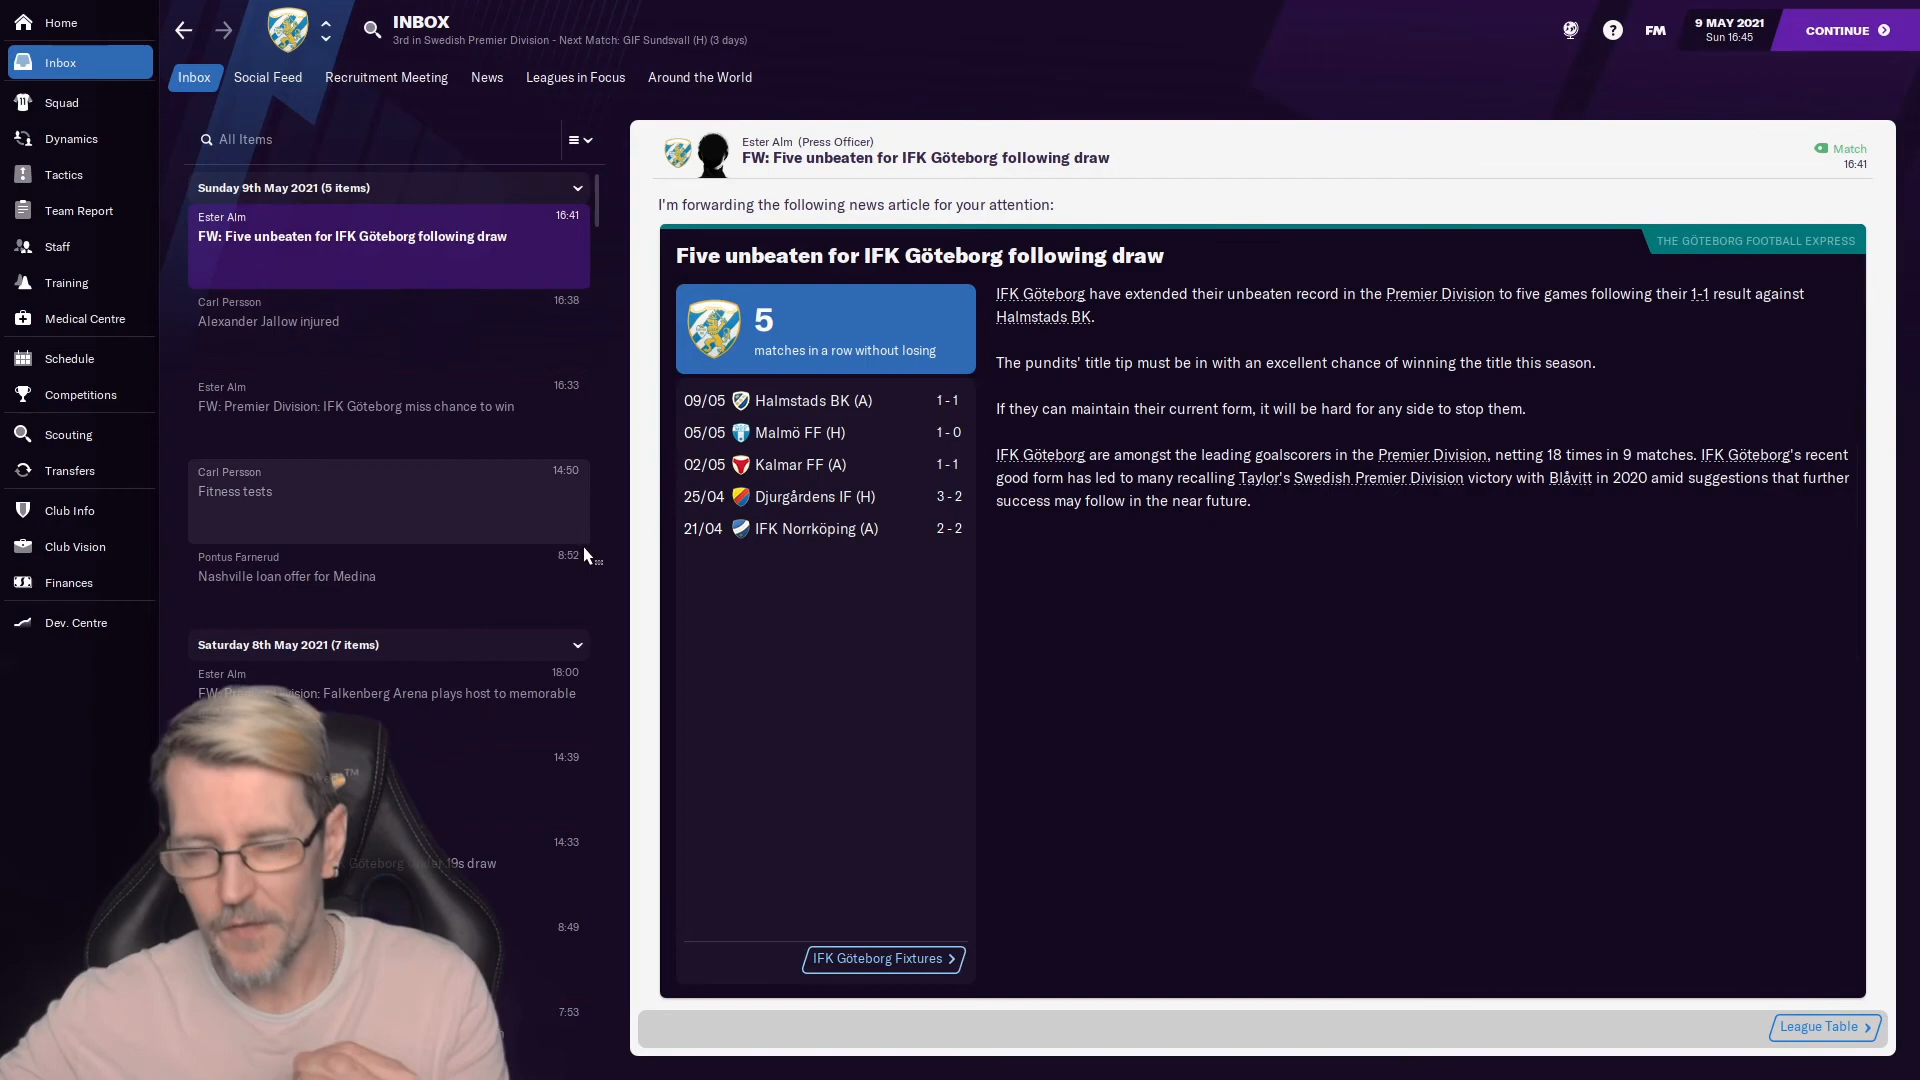 Home
Inbox
Squad
Dynamics
Tactics
Team Report
Staff
Training
Medical Centre
Schedule
Competitions
Scouting
Transfers
Club Info
Club Vision
Finances
Dev. Centre
INBOX
3rd in Swedish Premier Division - Next Match: GIF Sundsvall (H) (3 days)
FM
9 MAY 2021
Sun 16:45
CONTINUE
Inbox Social Feed Recruitment Meeting News Leagues in Focus Around the World
All Items
Sunday 9th May 2021 (5 items)
Ester Alm 16:41
FW: Five unbeaten for IFK Göteborg following draw
Carl Persson 16:38
Alexander Jallow injured
Ester Alm 16:33
FW: Premier Division: IFK Göteborg miss chance to win
Carl Persson 14:50
Fitness tests
Pontus Farnerud 8:52
Nashville loan offer for Medina
Saturday 8th May 2021 (7 items)
Ester Alm 18:00
FW: Division: Falkenberg Arena plays host to memorable
14:39
14:33
Göteborg 19s draw
8:49
7:53
Ester Alm (Press Officer)
FW: Five unbeaten for IFK Göteborg following draw
Match
16:41
I'm forwarding the following news article for your attention:
THE GÖTEBORG FOOTBALL EXPRESS
Five unbeaten for IFK Göteborg following draw
5
matches in a row without losing
09/05 Halmstads BK (A) 1 - 1
05/05 Malmö FF (H) 1 - 0
02/05 Kalmar FF (A) 1 - 1
25/04 Djurgårdens IF (H) 3 - 2
21/04 IFK Norrköping (A) 2 - 2
IFK Göteborg Fixtures
IFK Göteborg have extended their unbeaten record in the Premier Division to five games following their 1-1 result against
Halmstads BK.
The pundits' title tip must be in with an excellent chance of winning the title this season.
If they can maintain their current form, it will be hard for any side to stop them.
IFK Göteborg are amongst the leading goalscorers in the Premier Division, netting 18 times in 9 matches. IFK Göteborg's recent
good form has led to many recalling Taylor's Swedish Premier Division victory with Blåvitt in 2020 amid suggestions that further
success may follow in the near future.
League Table